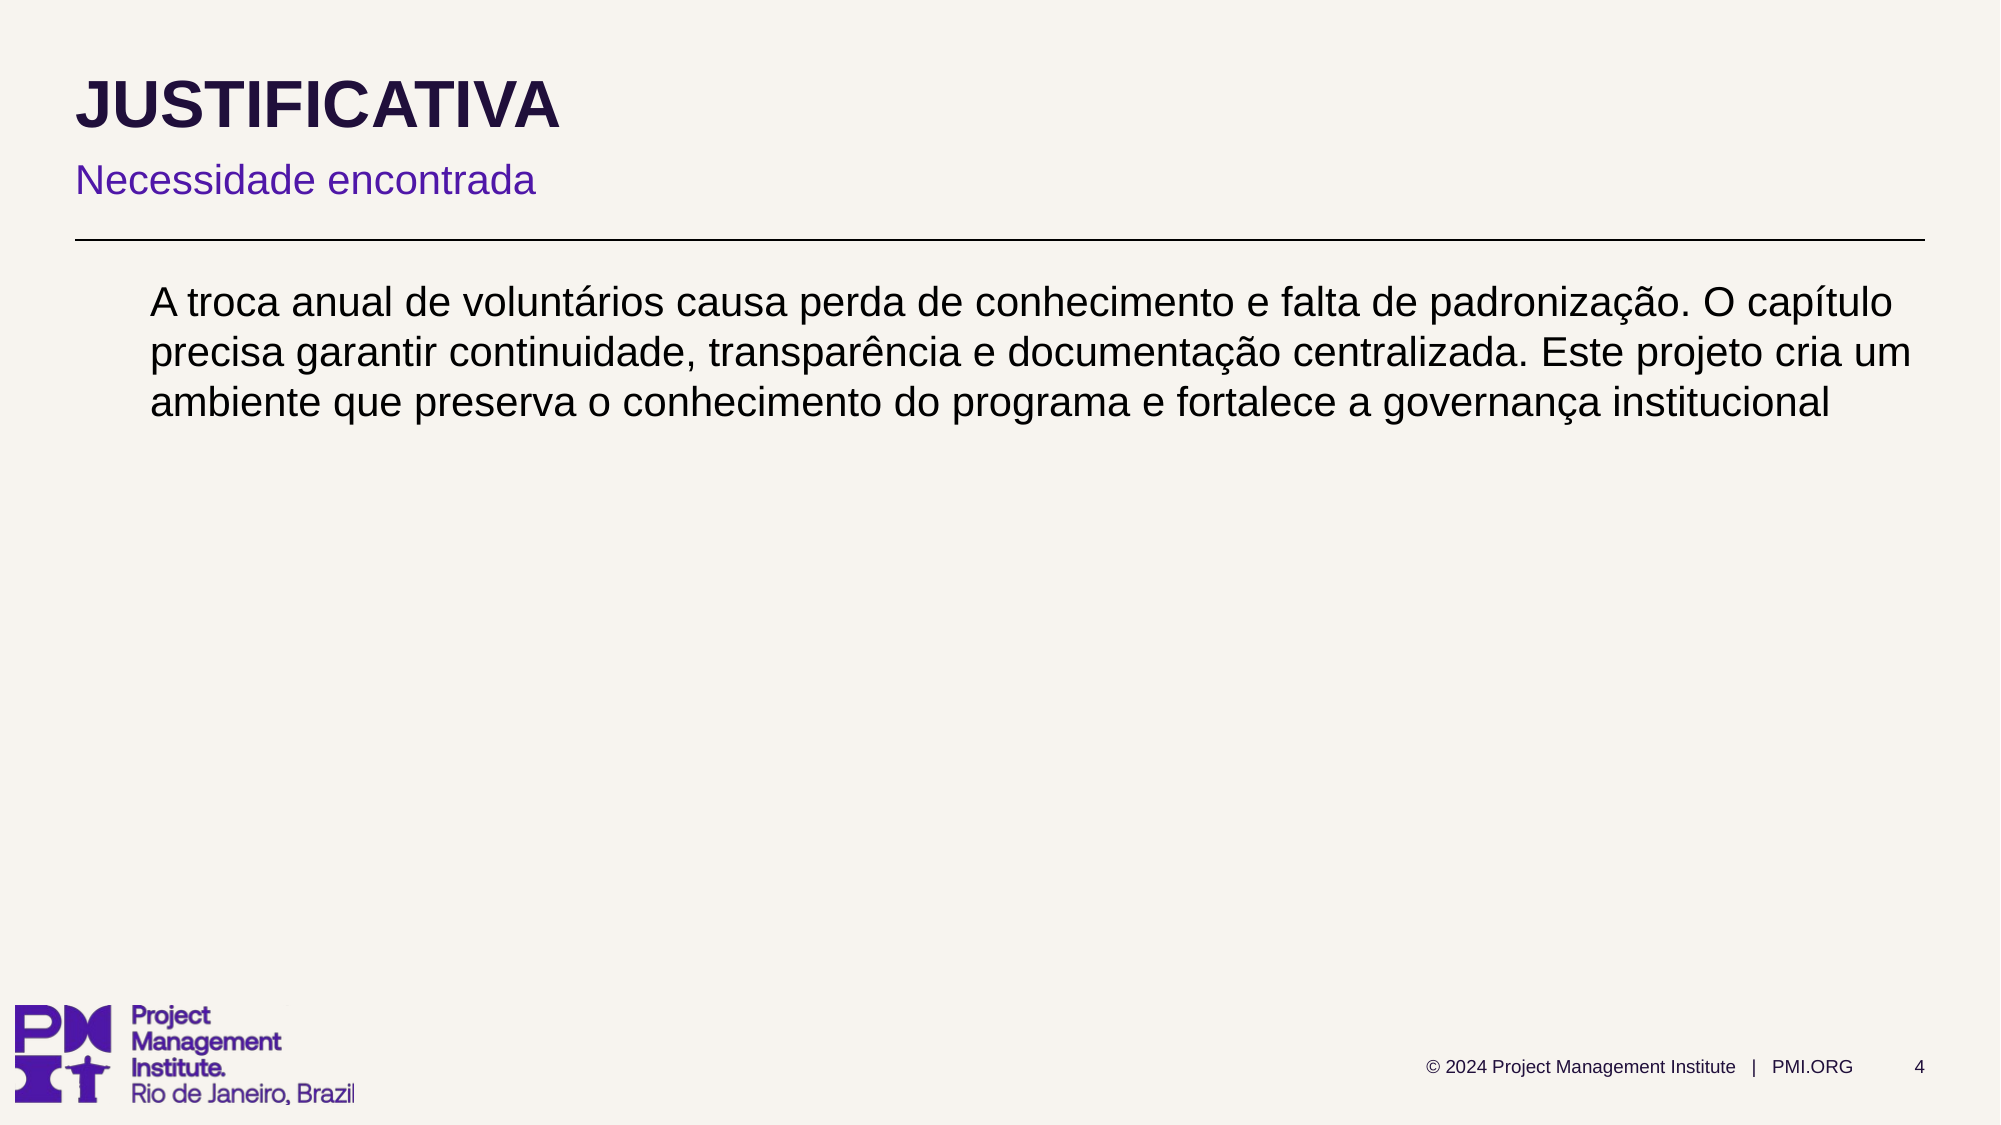 JUSTIFICATIVA
Necessidade encontrada
A troca anual de voluntários causa perda de conhecimento e falta de padronização. O capítulo
precisa garantir continuidade, transparência e documentação centralizada. Este projeto cria um
ambiente que preserva o conhecimento do programa e fortalece a governança institucional
Project
Management
Institute.
Rio de Janeiro, Brazil
© 2024 Project Management Institute | PMI.ORG 4